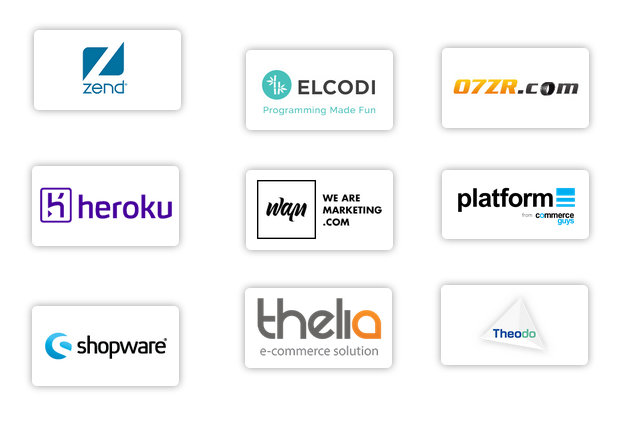 zend
ELCODI
Programming Made Fun
07ZR.com
heroku
wam
WE ARE
MARKETING
.COM
platform
from commerce
guys
shopware
thelia
e-commerce solution
Theodo